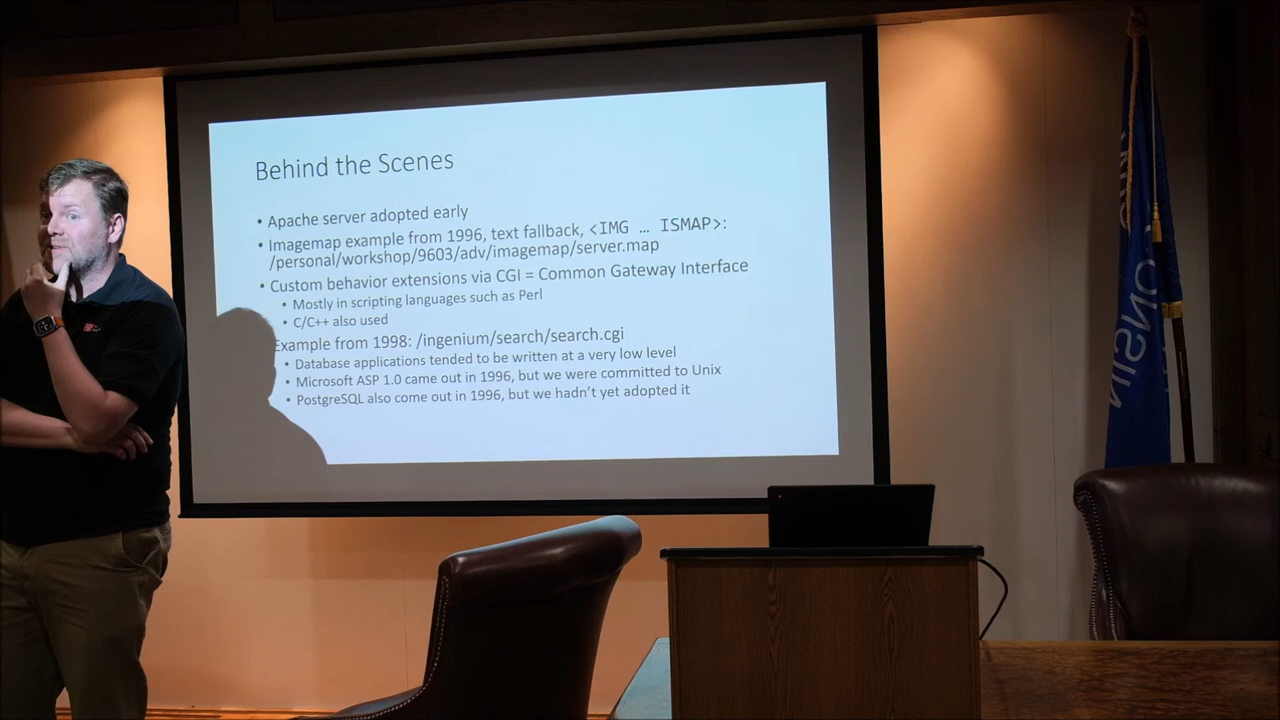 Behind the Scenes
• Apache server adopted early
• Imagemap example from 1996, text fallback, <IMG … ISMAP>:
/personal/workshop/9603/adv/imagemap/server.map
• Custom behavior extensions via CGI = Common Gateway Interface
• Mostly in scripting languages such as Perl
• C/C++ also used
Example from 1998: /ingenium/search/search.cgi
• Database applications tended to be written at a very low level
• Microsoft ASP 1.0 came out in 1996, but we were committed to Unix
• PostgreSQL also come out in 1996, but we hadn't yet adopted it